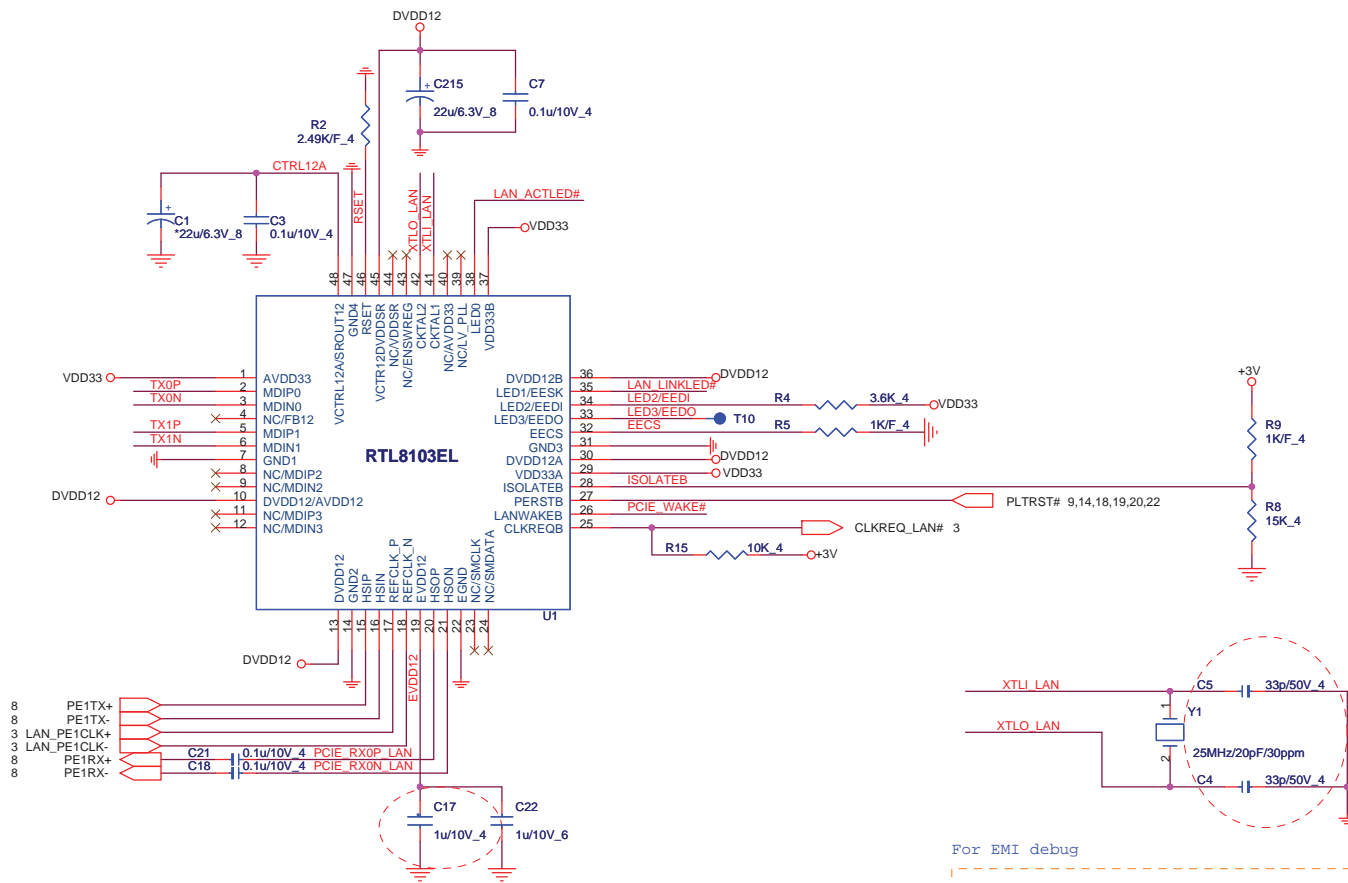 DVDD12
C215
22u/6.3V_8
C7
0.1u/10V_4
R2
2.49K/F_4
CTRL12A
RSET
C1
*22u/6.3V_8
C3
0.1u/10V_4
XTLO_LAN
XTLI_LAN
LAN_ACTLED#
VDD33
48
47
46
45
44
43
42
41
40
39
38
37
VCTRL12A/SROUT12
GND4
RSET
VCTR12DVDDSR
NC/VDDSR
NC/ENSWREG
CKTAL2
CKTAL1
NC/AVDD33
NC/LV_PLL
LED0
VDD33B
VDD33 1 AVDD33
TX0P 2 MDIP0
TX0N 3 MDIN0
4 NC/FB12
TX1P 5 MDIP1
TX1N 6 MDIN1
7 GND1
8 NC/MDIP2
9 NC/MDIN2
DVDD12 10 DVDD12/AVDD12
11 NC/MDIP3
12 NC/MDIN3
RTL8103EL
DVDD12B 36 DVDD12
LED1/EESK 35 LAN_LINKLED#
LED2/EEDI 34 LED2/EEDI R4 3.6K_4 VDD33
LED3/EEDO 33 LED3/EEDO T10
EECS 32 EECS R5 1K/F_4
GND3 31
DVDD12A 30 DVDD12
VDD33A 29 VDD33
ISOLATEB 28 ISOLATEB
PERSTB 27 PLTRST# 9,14,18,19,20,22
LANWAKEB 26 PCIE_WAKE#
CLKREQB 25 CLKREQ_LAN# 3
R15 10K_4 +3V
+3V
R9
1K/F_4
R8
15K_4
DVDD12
GND2
HSIP
HSIN
REFCLK_P
REFCLK_N
EVDD12
HSOP
HSON
EGND
NC/SMCLK
NC/SMDATA
U1
13
14
15
16
17
18
19
20
21
22
23
24
DVDD12
EVDD12
8 PE1TX+
8 PE1TX-
3 LAN_PE1CLK+
3 LAN_PE1CLK-
8 PE1RX+ C21 0.1u/10V_4 PCIE_RX0P_LAN
8 PE1RX- C18 0.1u/10V_4 PCIE_RX0N_LAN
C17
1u/10V_4
C22
1u/10V_6
XTLI_LAN
C5 33p/50V_4
1
Y1
XTLO_LAN
25MHz/20pF/30ppm
2
C4 33p/50V_4
For EMI debug